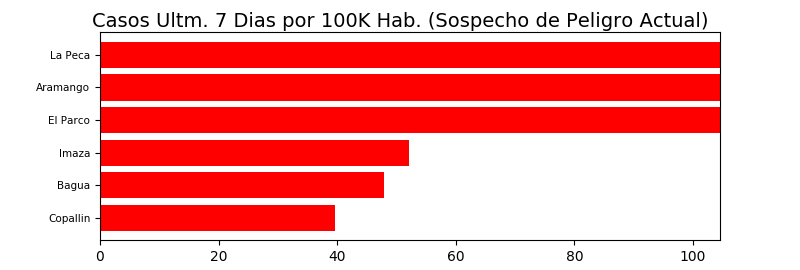 Casos Ultm. 7 Dias por 100K Hab. (Sospecho de Peligro Actual)
La Peca
Aramango
El Parco
Imaza
Bagua
Copallin
0 20 40 60 80 100